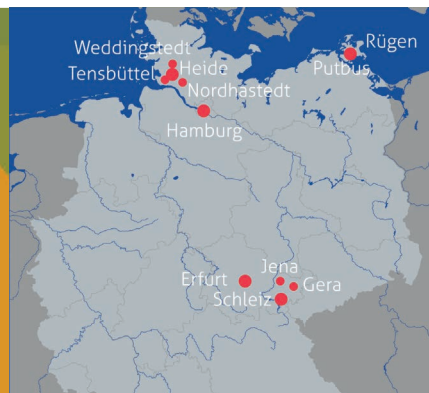 Weddingstedt
Rügen
Tensbüttel
Heide
Putbus
Nordhastedt
Hamburg
Jena
Erfurt
Gera
Schleiz